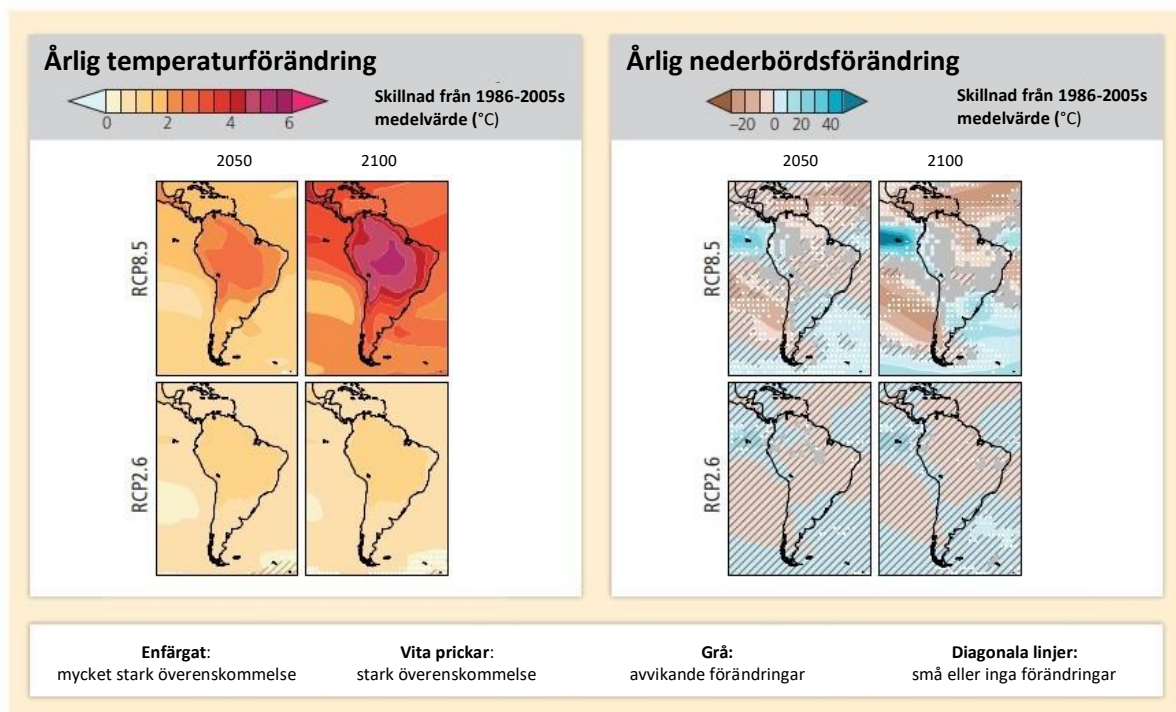 Årlig temperaturförändring
0 2 4 6
Skillnad från 1986-2005s
medelvärde (°C)
2050 2100
RCP8.5
RCP2.6
Årlig nederbördsförändring
−20 0 20 40
Skillnad från 1986-2005s
medelvärde (°C)
2050 2100
RCP8.5
RCP2.6
Enfärgat:
mycket stark överenskommelse
Vita prickar:
stark överenskommelse
Grå:
avvikande förändringar
Diagonala linjer:
små eller inga förändringar